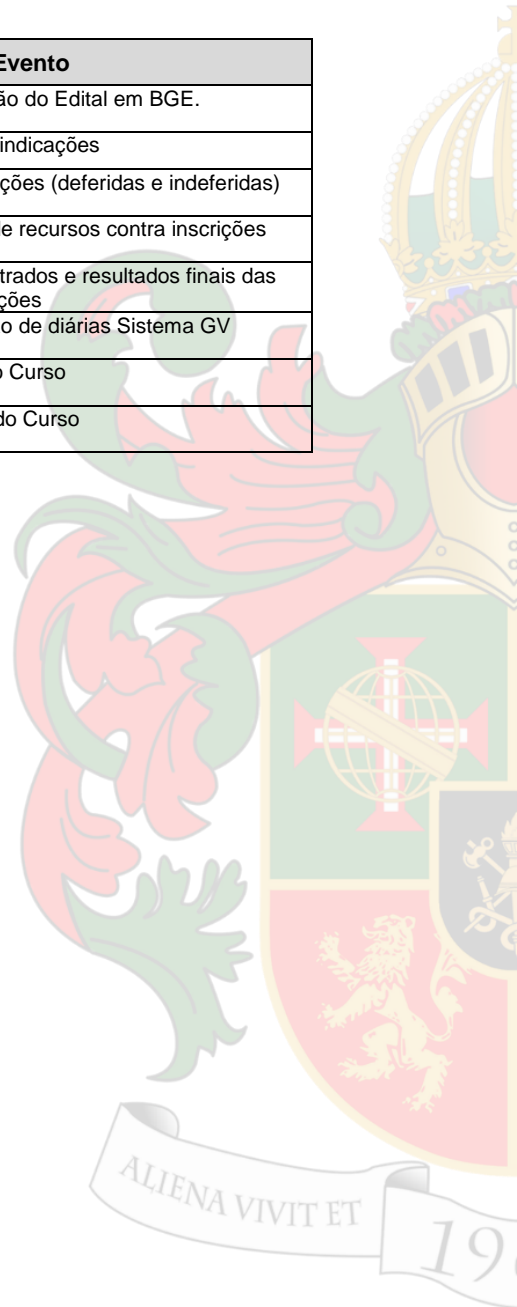 Evento
ão do Edital em BGE.
indicações
ções (deferidas e indeferidas)
de recursos contra inscrições
trados e resultados finais das
ções
o de diárias Sistema GV
o Curso
do Curso
ALIENA VIVIT ET
19